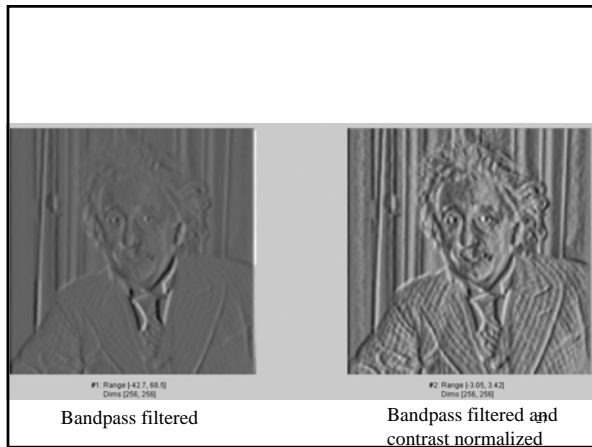 #1: Range [-42.7, 68.5]
Dims [256, 256]
#2: Range [-3.05, 3.42]
Dims [256, 256]
Bandpass filtered
Bandpass filtered and
contrast normalized